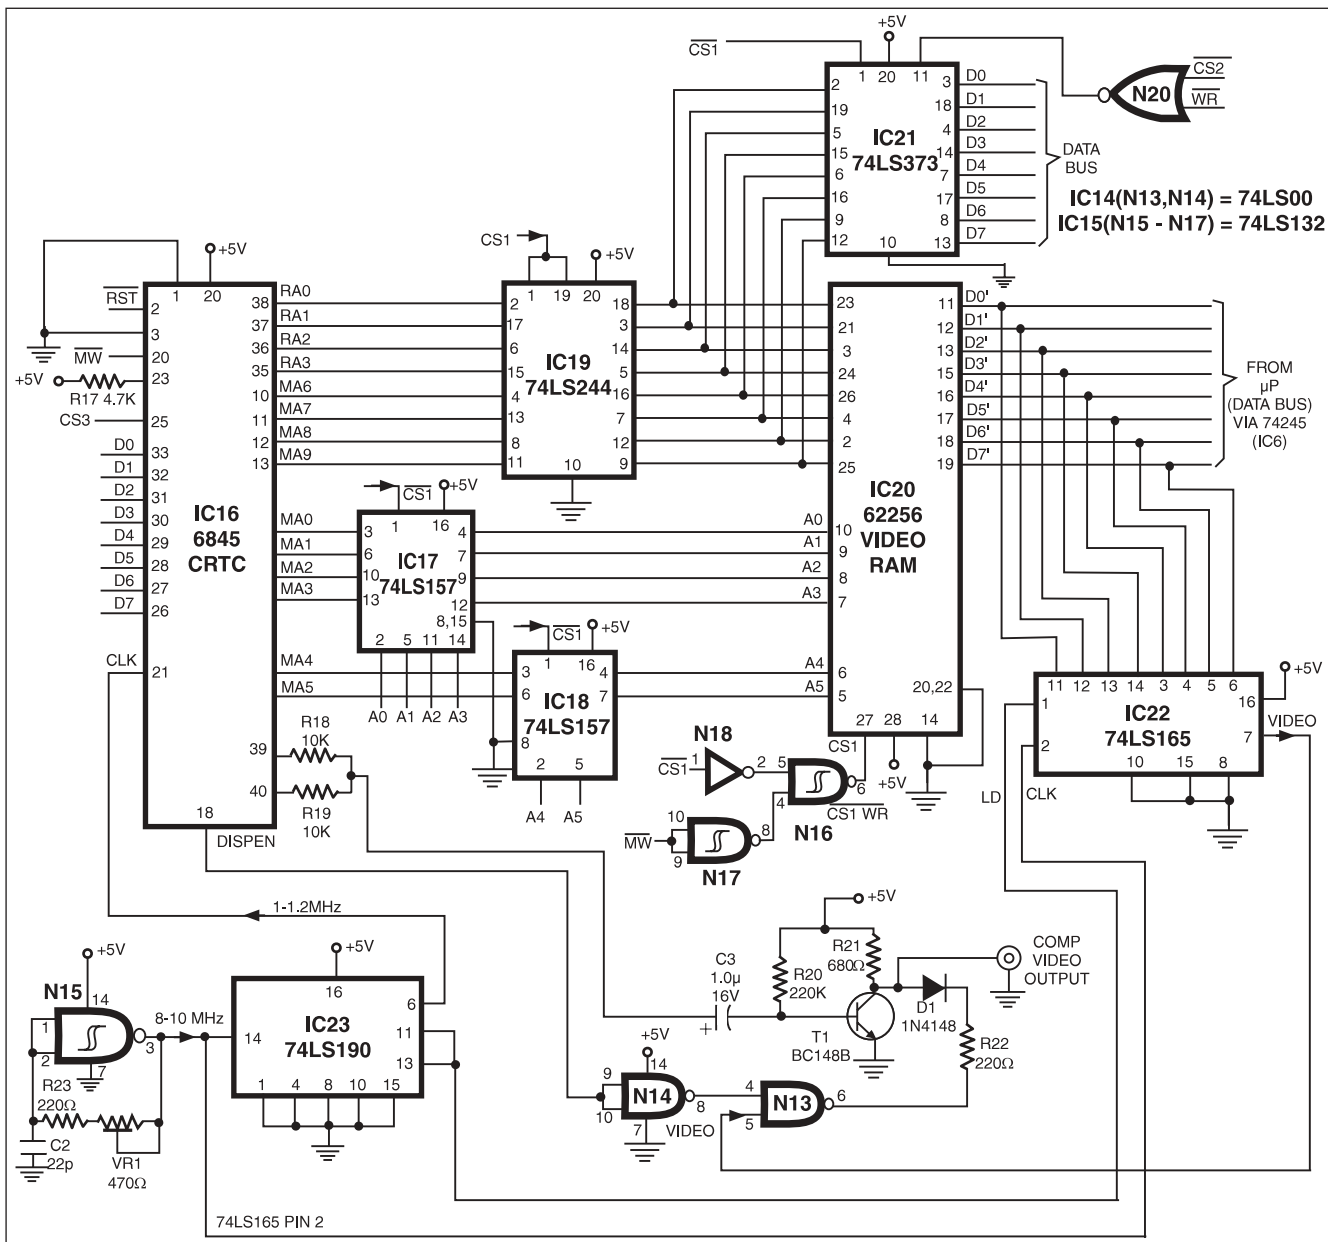 +5V
CS1
1 20 11
2 3 D0
19 18 D1
5 4 D2
15 14 D3
6 7 D4
16 17 D5
9 8 D6
12 13 D7
10
IC21
74LS373
DATA
BUS
N20
CS2
WR
IC14(N13,N14) = 74LS00
IC15(N15 - N17) = 74LS132
+5V
RST
MW
+5V
R17 4.7K
CS3
D0
D1
D2
D3
D4
D5
D6
D7
CLK
1 20
2
3
20
23
25
33
32
31
30
29
28
27
26
21
IC16
6845
CRTC
38 RA0
37 RA1
36 RA2
35 RA3
10 MA6
11 MA7
12 MA8
13 MA9
MA0
MA1
MA2
MA3
MA4
MA5
39
40
18
DISPEN
R18
10K
R19
10K
CS1
+5V
1 19 20
2 18
17 3
6 14
15 5
4 16
13 7
8 12
11 9
10
IC19
74LS244
CS1
+5V
1 16
3 4
6 7
10 9
13 12
8,15
2 5 11 14
IC17
74LS157
A0 A1 A2 A3
CS1
+5V
1 16
3 4
6 7
8
2 5
IC18
74LS157
A4 A5
A0
A1
A2
A3
A4
A5
23
21
3
24
26
4
2
25
10
9
8
7
6
5
IC20
62256
VIDEO
RAM
20,22
27 28 14
CS1
+5V
11 D0'
12 D1'
13 D2'
15 D3'
16 D4'
17 D5'
18 D6'
19 D7'
FROM
µP
(DATA BUS)
VIA 74245
(IC6)
+5V
11 12 13 14 3 4 5 6
1 16
2 7
10 15 8
IC22
74LS165
VIDEO
LD
CLK
N18
CS1
1 2
5
4
6
N16
CS1 WR
MW
10
9
8
N17
1-1.2MHz
+5V
N15
14
1
2
3
7
8-10 MHz
R23
220Ω
C2
22p
VR1
470Ω
+5V
16
14
6
11
13
1 4 8 10 15
IC23
74LS190
74LS165 PIN 2
C3
1.0µ
16V
+
+5V
R20
220K
R21
680Ω
T1
BC148B
D1
1N4148
R22
220Ω
COMP
VIDEO
OUTPUT
+5V
14
9
10
N14
8
7
VIDEO
4
5
N13
6